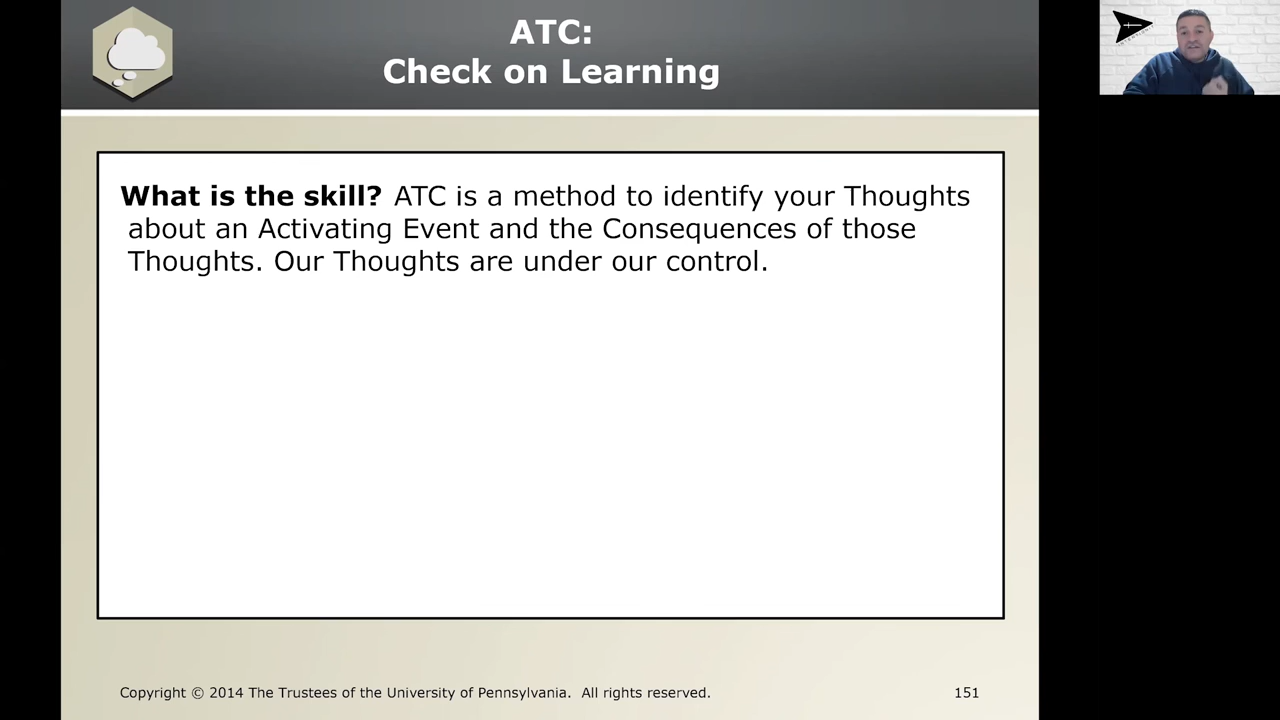 ATC:
Check on Learning
What is the skill? ATC is a method to identify your Thoughts
about an Activating Event and the Consequences of those
Thoughts. Our Thoughts are under our control.
Copyright © 2014 The Trustees of the University of Pennsylvania. All rights reserved.
151